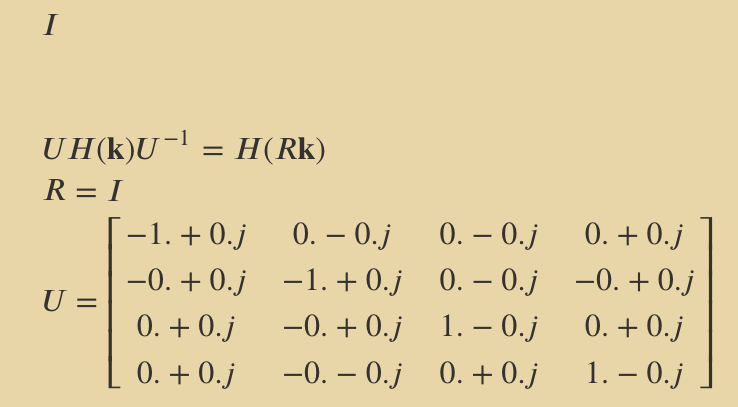 I
UH(k)U⁻¹ = H(Rk)
R = I
U = [−1. + 0.j 0. − 0.j 0. − 0.j 0. + 0.j
−0. + 0.j −1. + 0.j 0. − 0.j −0. + 0.j
0. + 0.j −0. + 0.j 1. − 0.j 0. + 0.j
0. + 0.j −0. − 0.j 0. + 0.j 1. − 0.j]